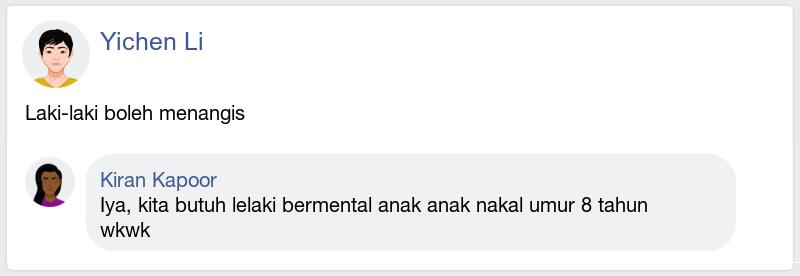 Yichen Li
Laki-laki boleh menangis
Kiran Kapoor
Iya, kita butuh lelaki bermental anak anak nakal umur 8 tahun
wkwk